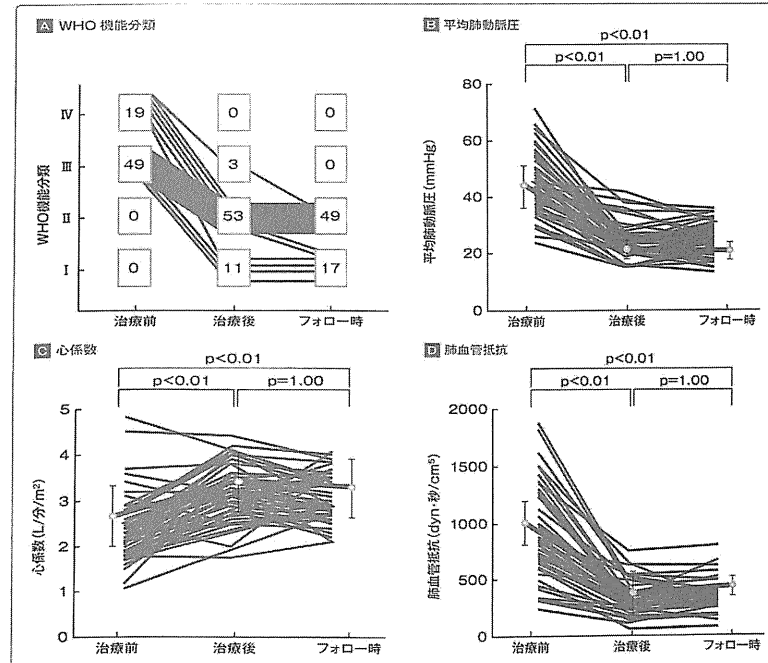 A WHO 機能分類
WHO機能分類
IV
III
II
I
19
0
0
49
3
0
0
53
49
0
11
17
治療前
治療後
フォロー時
B 平均肺動脈圧
p<0.01
p<0.01
p=1.00
平均肺動脈圧(mmHg)
80
60
40
20
0
治療前
治療後
フォロー時
C 心係数
p<0.01
p<0.01
p=1.00
心係数(L/分/m²)
5
4
3
2
1
0
治療前
治療後
フォロー時
D 肺血管抵抗
p<0.01
p<0.01
p=1.00
肺血管抵抗(dyn・秒/cm⁵)
2000
1500
1000
500
0
治療前
治療後
フォロー時